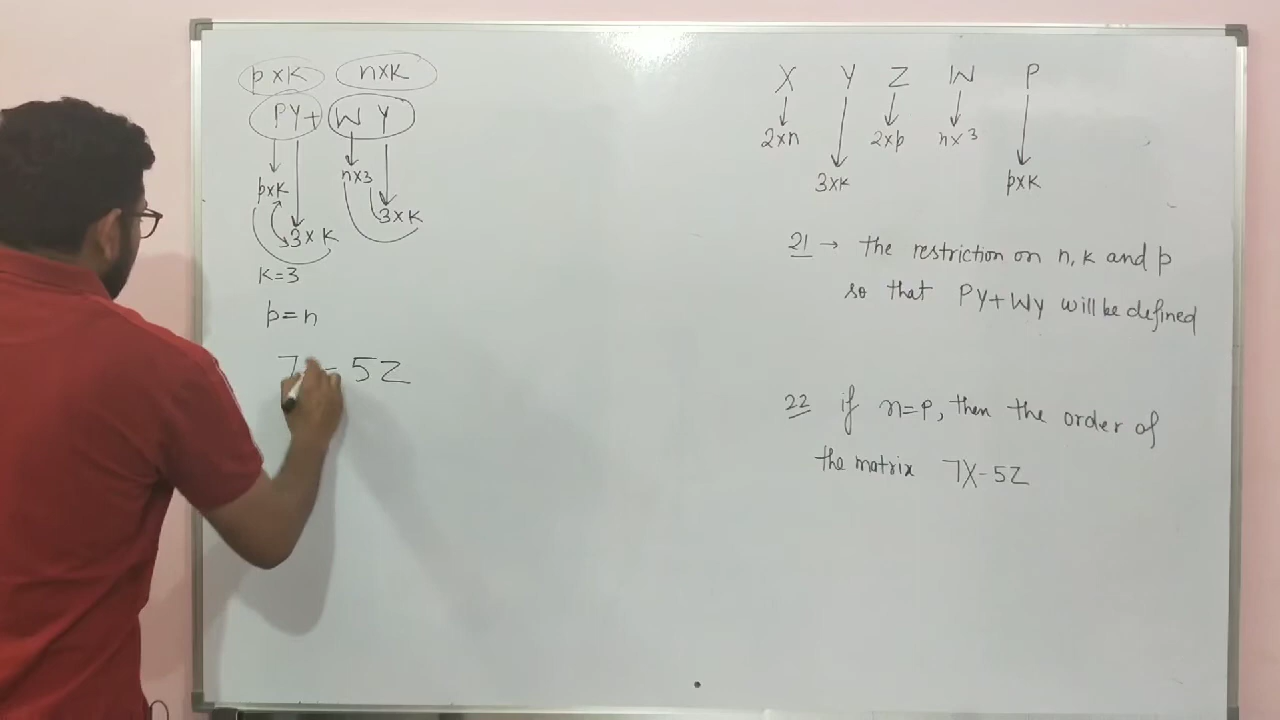 p×K n×K
PY+ W Y
p×K n×3
3×K 3×K
K=3
p=n
7 - 5Z
X Y Z W P
2×n 2×p n×3
3×K p×K
21 → the restriction on n, K and p
so that PY+WY will be defined
22 if n=P, then the order of
the matrix 7X-5Z